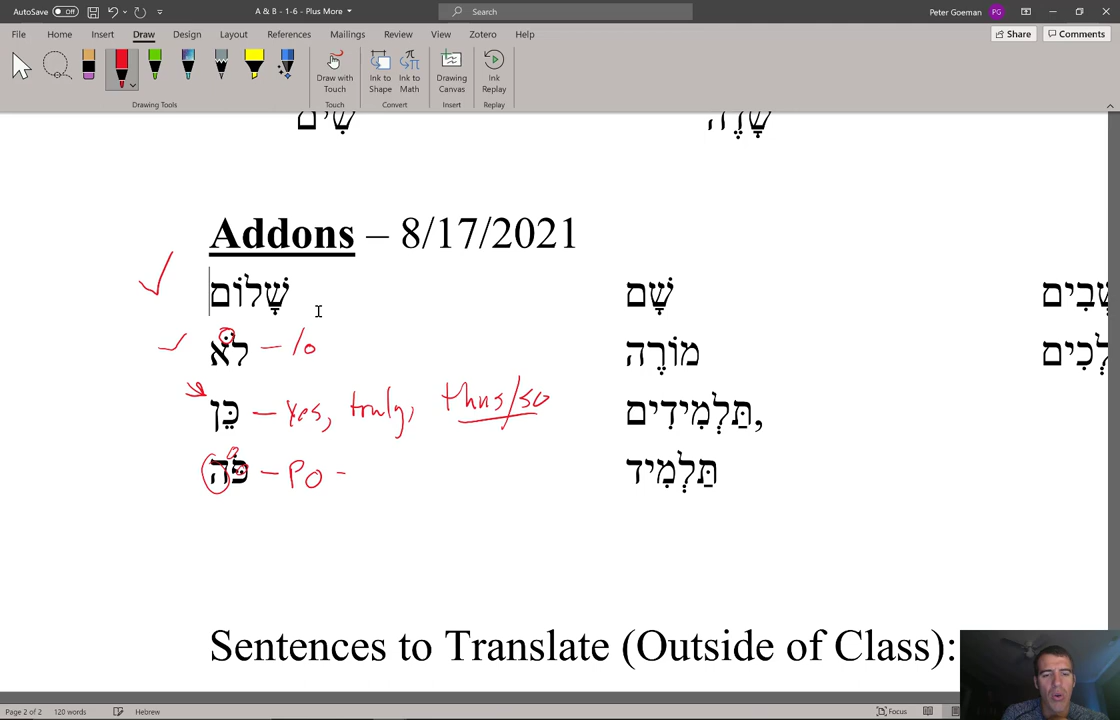 AutoSave Off A & B - 1-6 - Plus More Search Peter Goeman PG
File Home Insert Draw Design Layout References Mailings Review View Zotero Help Share Comments
Draw with Touch Ink to Shape Ink to Math Drawing Canvas Ink Replay
Drawing Tools Touch Convert Insert Replay
שִׂים שָׂדֶה
Addons – 8/17/2021
שָׁלוֹם שָׁם
לֹא – lo מוֹרֶה
כֵּן – Yes, truly, thus/so תַּלְמִידִים,
פֹּה – Po – תַּלְמִיד
Sentences to Translate (Outside of Class):
Page 2 of 2 120 words Hebrew Focus